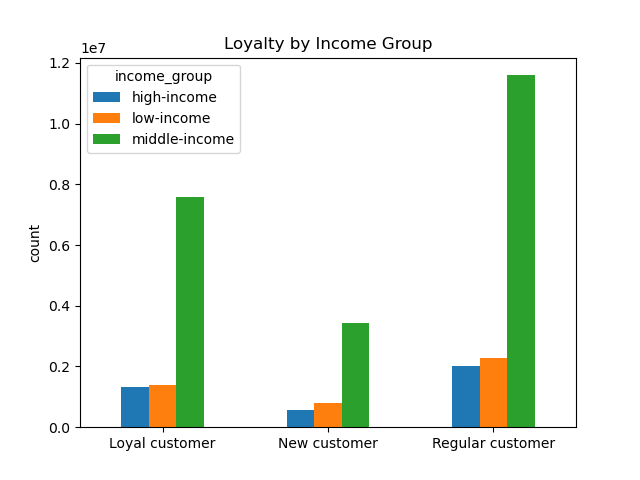 Loyalty by Income Group
1e7
income_group
high-income
low-income
middle-income
1.2
1.0
0.8
0.6
0.4
0.2
0.0
count
Loyal customer
New customer
Regular customer